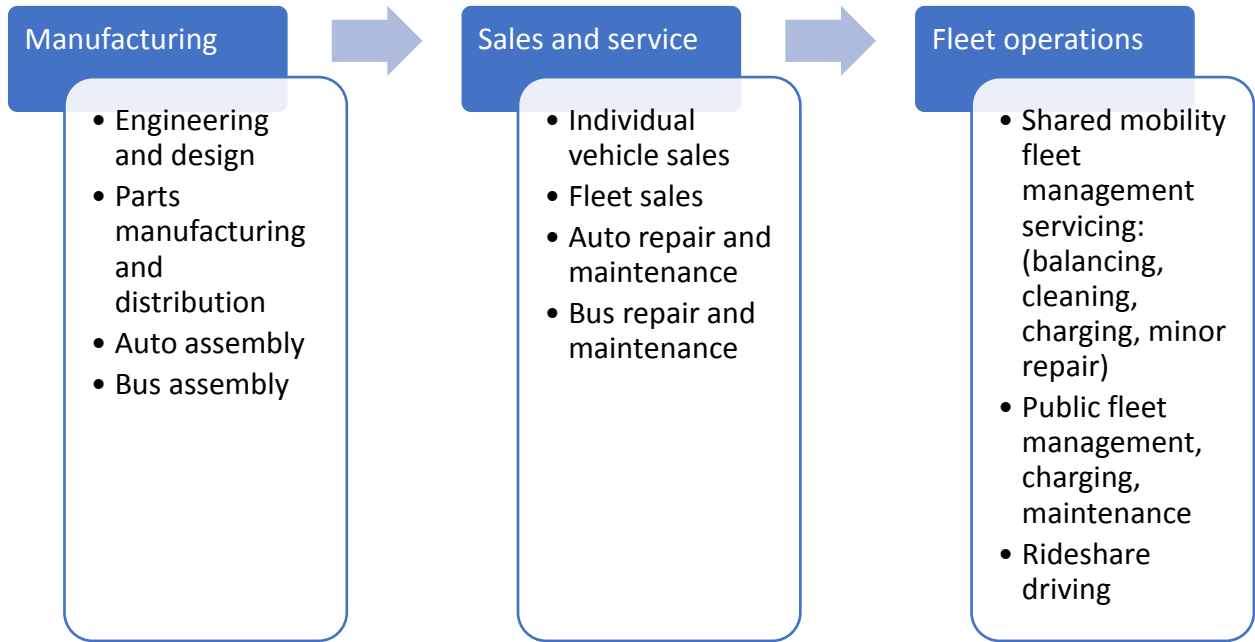 Manufacturing
• Engineering
and design
• Parts
manufacturing
and
distribution
• Auto assembly
• Bus assembly
Sales and service
• Individual
vehicle sales
• Fleet sales
• Auto repair and
maintenance
• Bus repair and
maintenance
Fleet operations
• Shared mobility
fleet
management
servicing:
(balancing,
cleaning,
charging, minor
repair)
• Public fleet
management,
charging,
maintenance
• Rideshare
driving